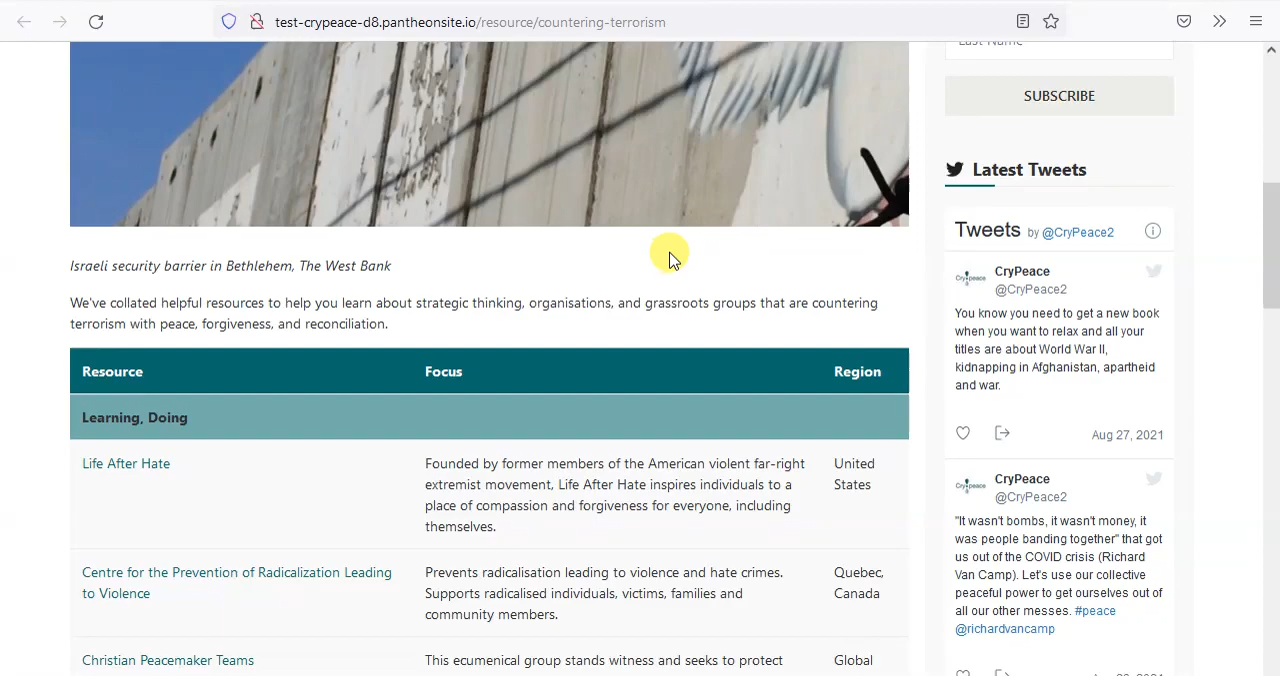 test-crypeace-d8.pantheonsite.io/resource/countering-terrorism
Last Name
SUBSCRIBE
Latest Tweets
Tweets by @CryPeace2
CryPeace
@CryPeace2
You know you need to get a new book
when you want to relax and all your
titles are about World War II,
kidnapping in Afghanistan, apartheid
and war.
Aug 27, 2021
CryPeace
@CryPeace2
"It wasn't bombs, it wasn't money, it
was people banding together" that got
us out of the COVID crisis (Richard
Van Camp). Let's use our collective
peaceful power to get ourselves out of
all our other messes. #peace
@richardvancamp
Israeli security barrier in Bethlehem, The West Bank
We've collated helpful resources to help you learn about strategic thinking, organisations, and grassroots groups that are countering
terrorism with peace, forgiveness, and reconciliation.
Resource Focus Region
Learning, Doing
Life After Hate
Founded by former members of the American violent far-right
extremist movement, Life After Hate inspires individuals to a
place of compassion and forgiveness for everyone, including
themselves.
United
States
Centre for the Prevention of Radicalization Leading
to Violence
Prevents radicalisation leading to violence and hate crimes.
Supports radicalised individuals, victims, families and
community members.
Quebec,
Canada
Christian Peacemaker Teams
This ecumenical group stands witness and seeks to protect
Global